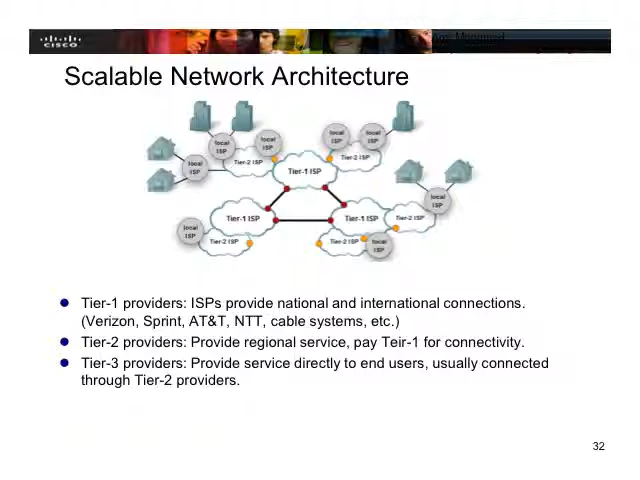 CISCO
Scalable Network Architecture
local
ISP
local
ISP
local
ISP
local
ISP
local
ISP
Tier-2 ISP
Tier-2 ISP
Tier-1 ISP
local
ISP
local
ISP
Tier-1 ISP
Tier-1 ISP
Tier-2 ISP
local
ISP
Tier-2 ISP
Tier-2 ISP
local
ISP
Tier-1 providers: ISPs provide national and international connections.
(Verizon, Sprint, AT&T, NTT, cable systems, etc.)
Tier-2 providers: Provide regional service, pay Teir-1 for connectivity.
Tier-3 providers: Provide service directly to end users, usually connected
through Tier-2 providers.
32